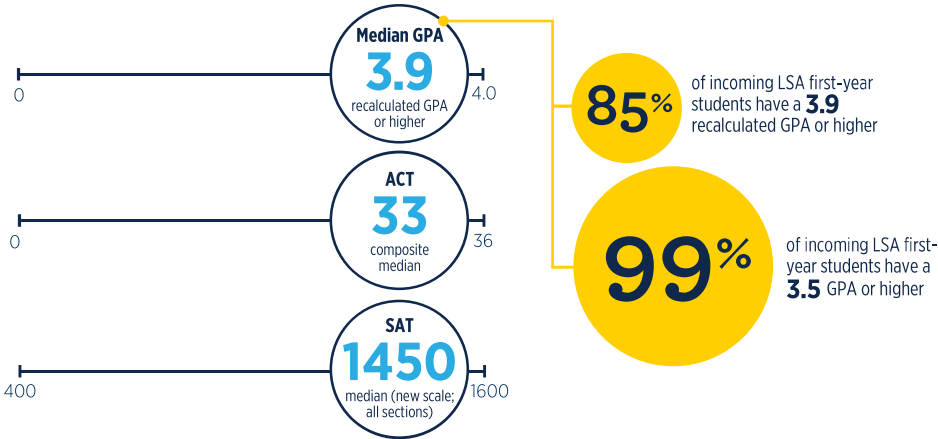 Median GPA
3.9
recalculated GPA
or higher
0
4.0
85%
of incoming LSA first-year
students have a 3.9
recalculated GPA or higher
ACT
33
composite
median
0
36
99%
of incoming LSA first-
year students have a
3.5 GPA or higher
SAT
1450
median (new scale;
all sections)
400
1600